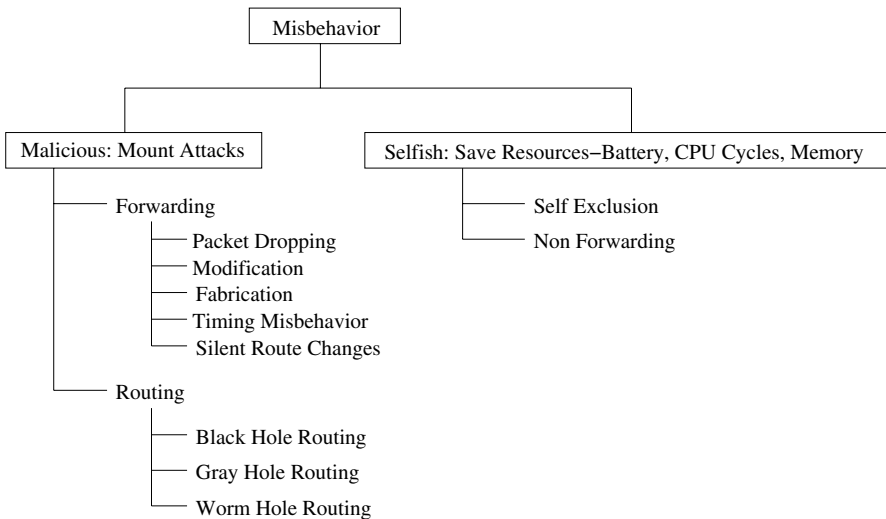 Misbehavior
Malicious: Mount Attacks
Selfish: Save Resources−Battery, CPU Cycles, Memory
Forwarding
Packet Dropping
Modification
Fabrication
Timing Misbehavior
Silent Route Changes
Routing
Black Hole Routing
Gray Hole Routing
Worm Hole Routing
Self Exclusion
Non Forwarding